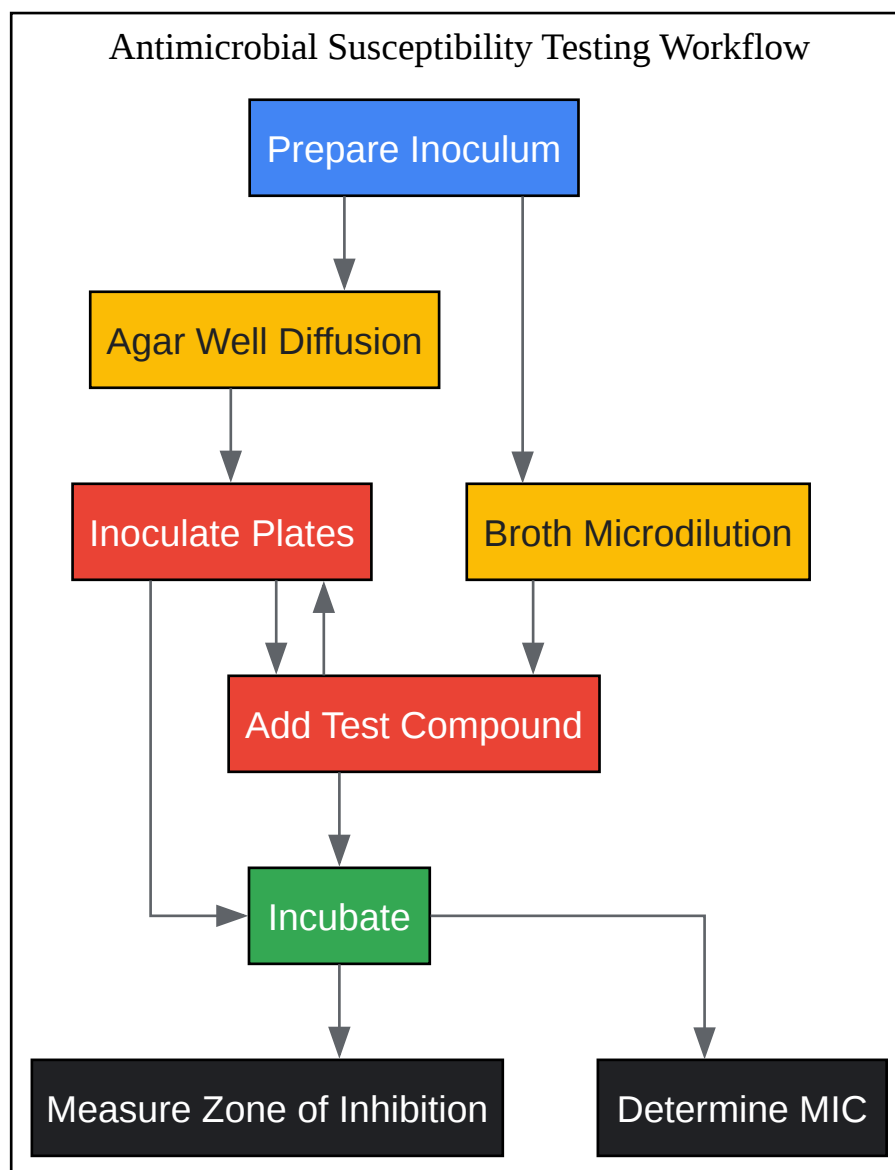 Antimicrobial Susceptibility Testing Workflow
Prepare Inoculum
Agar Well Diffusion
Inoculate Plates
Broth Microdilution
Add Test Compound
Incubate
Measure Zone of Inhibition
Determine MIC